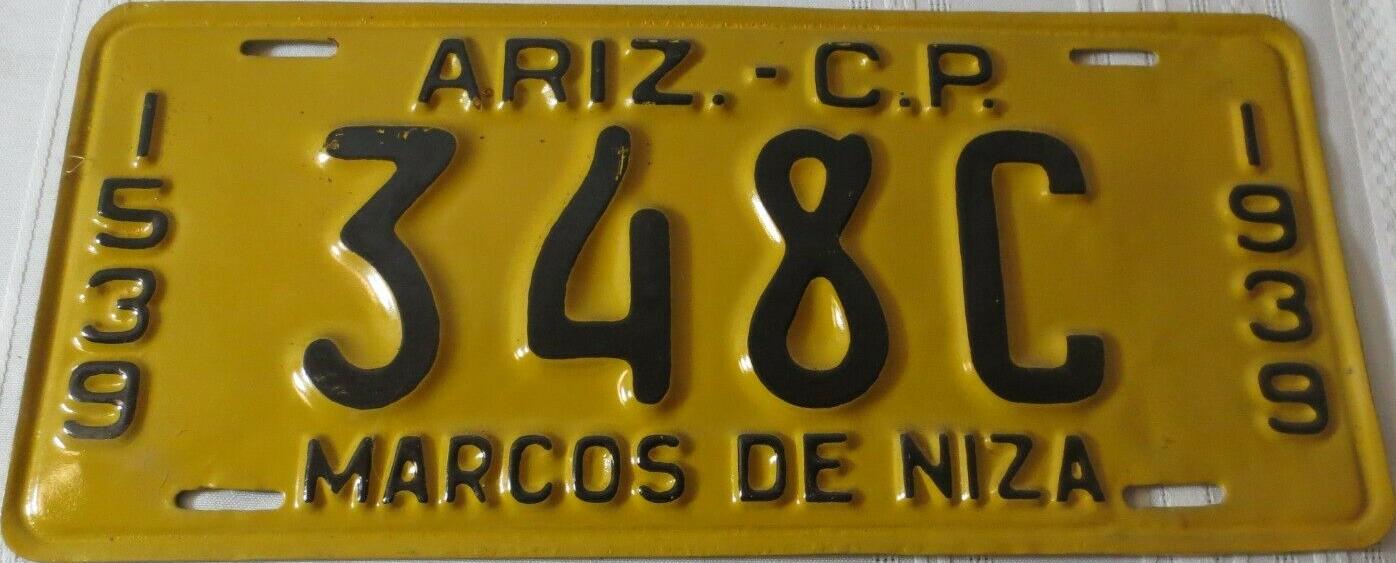 ARIZ.-C.P.
1539
348C
1939
MARCOS DE NIZA